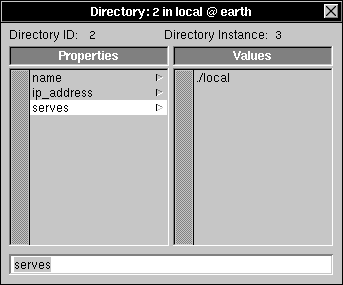 Directory: 2 in local @ earth
Directory ID: 2 Directory Instance: 3
Properties Values
name ./local
ip_address
serves
serves